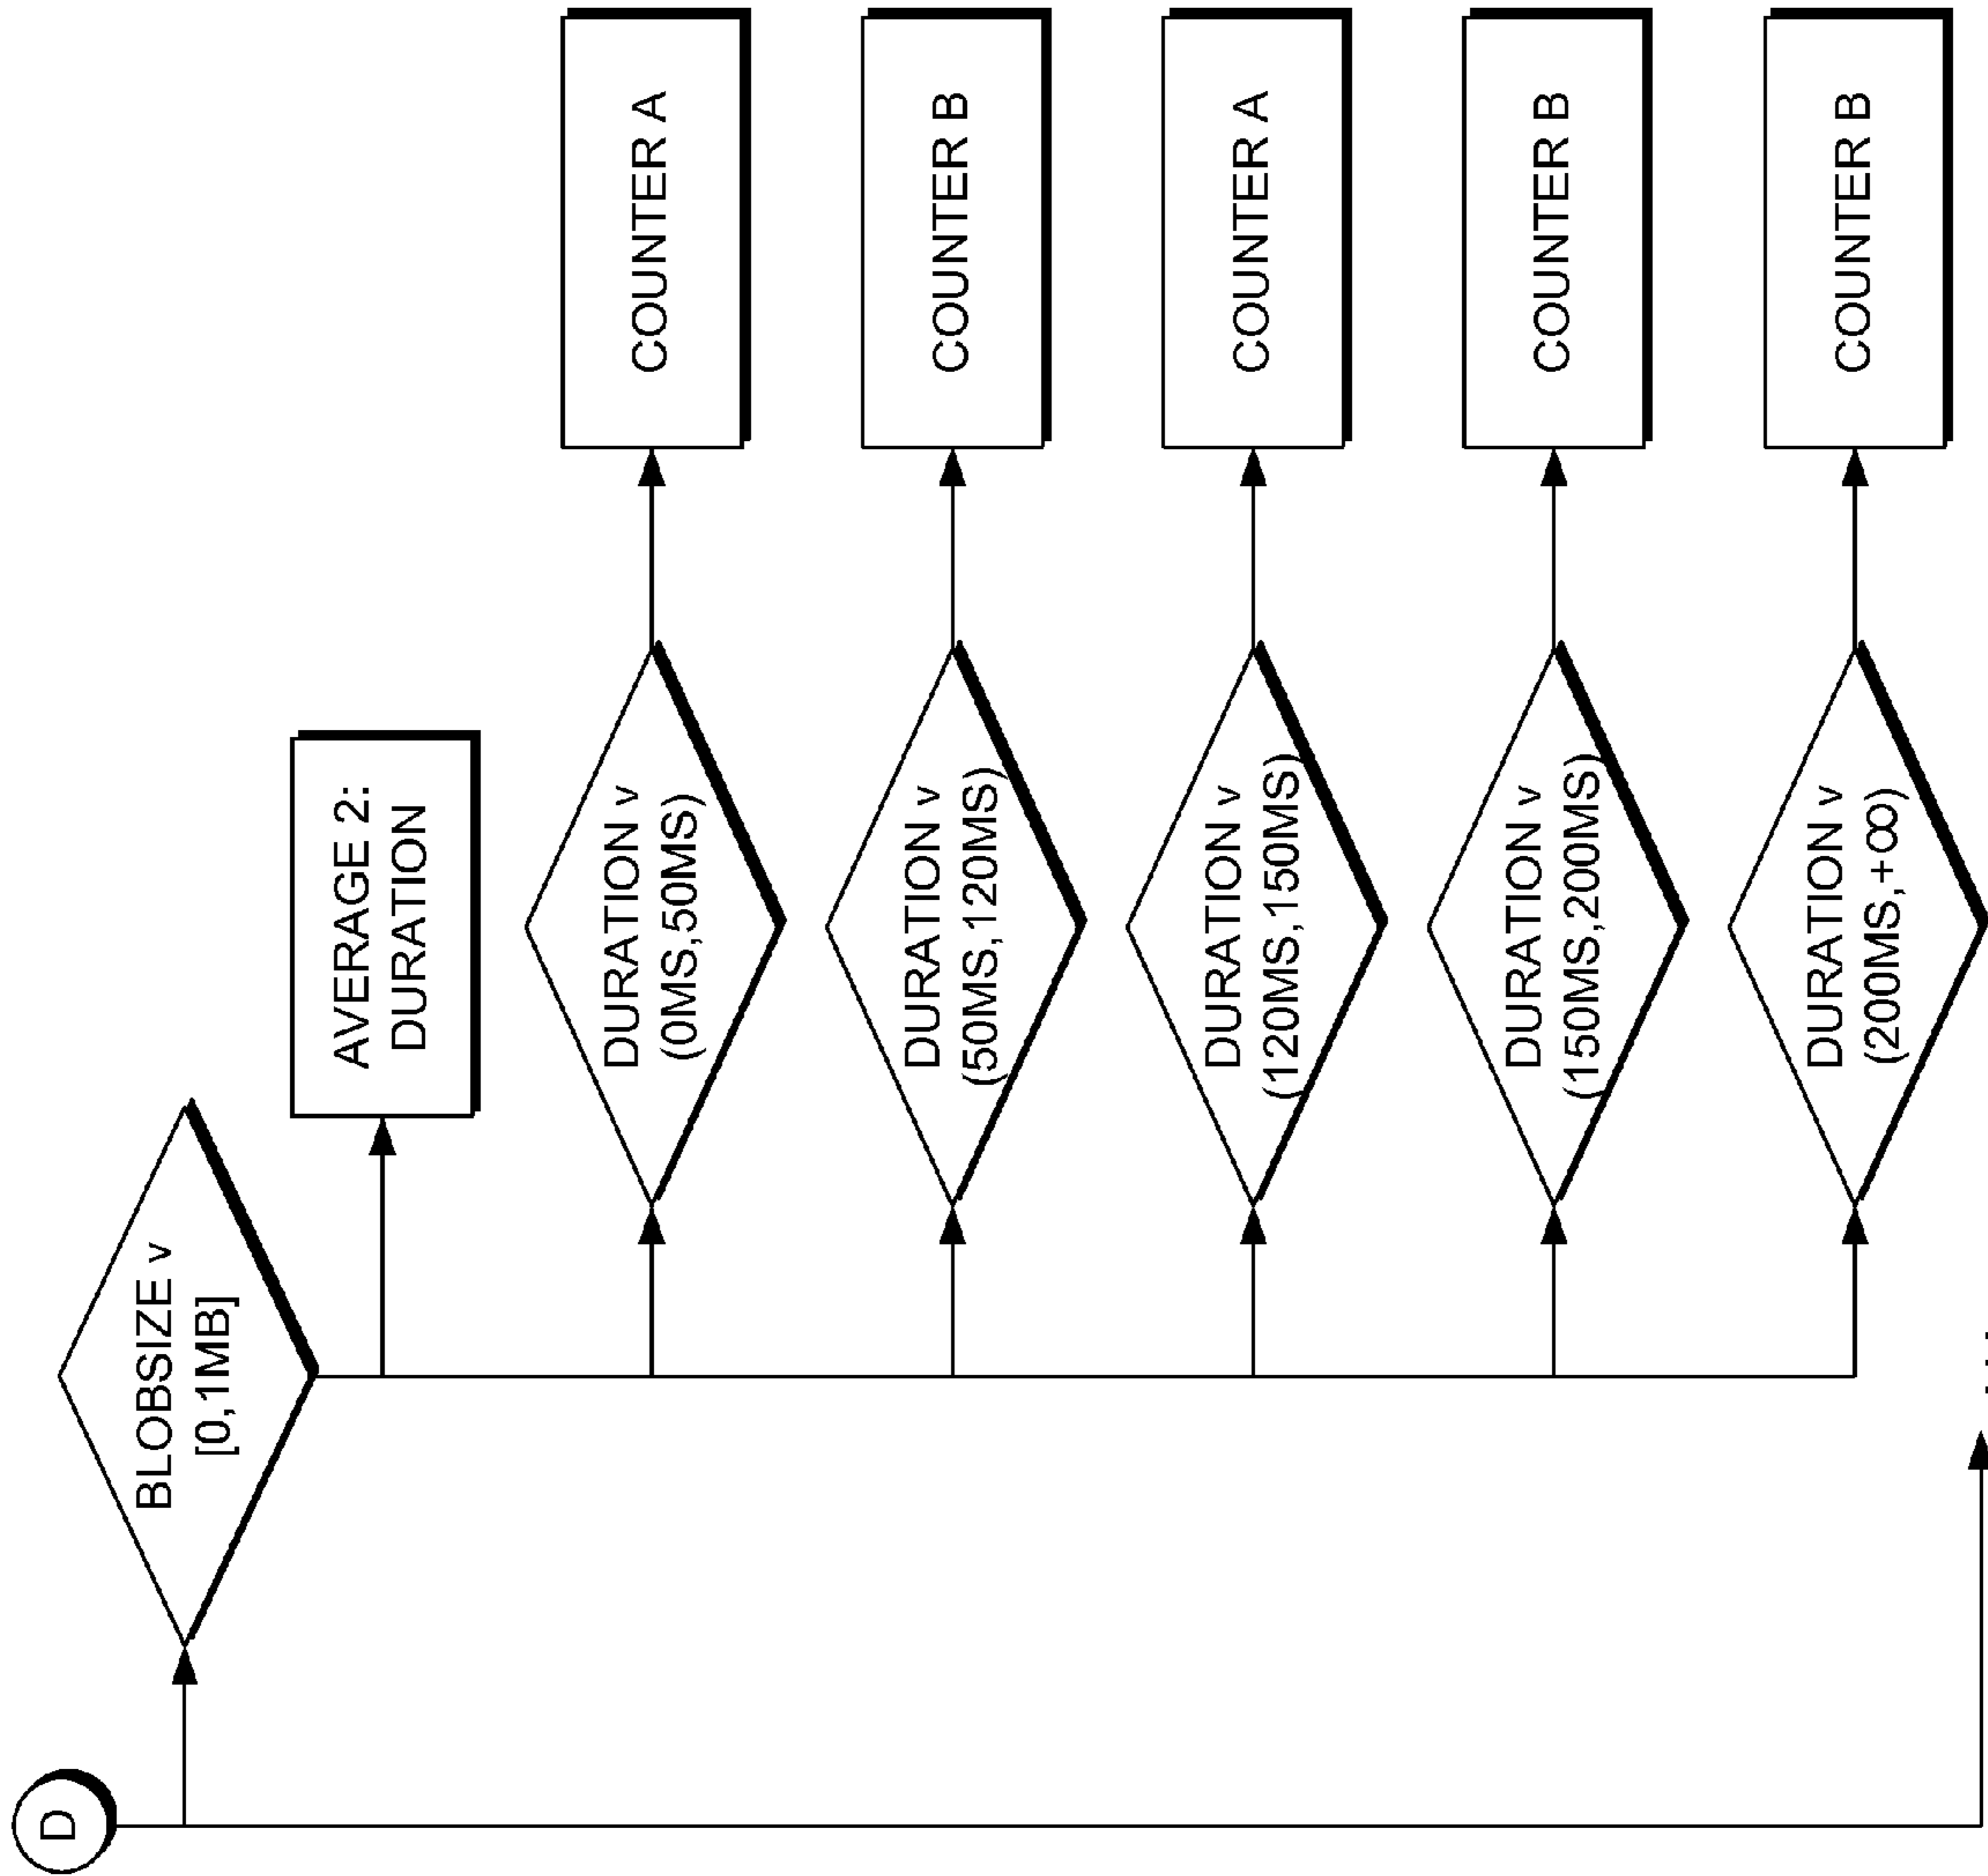 D
BLOBSIZE v
[0,1MB]
AVERAGE 2:
DURATION
DURATION v
(0MS,50MS)
COUNTER A
DURATION v
(50MS,120MS)
COUNTER B
DURATION v
(120MS,150MS)
COUNTER A
DURATION v
(150MS,200MS)
COUNTER B
DURATION v
(200MS,+∞)
COUNTER B